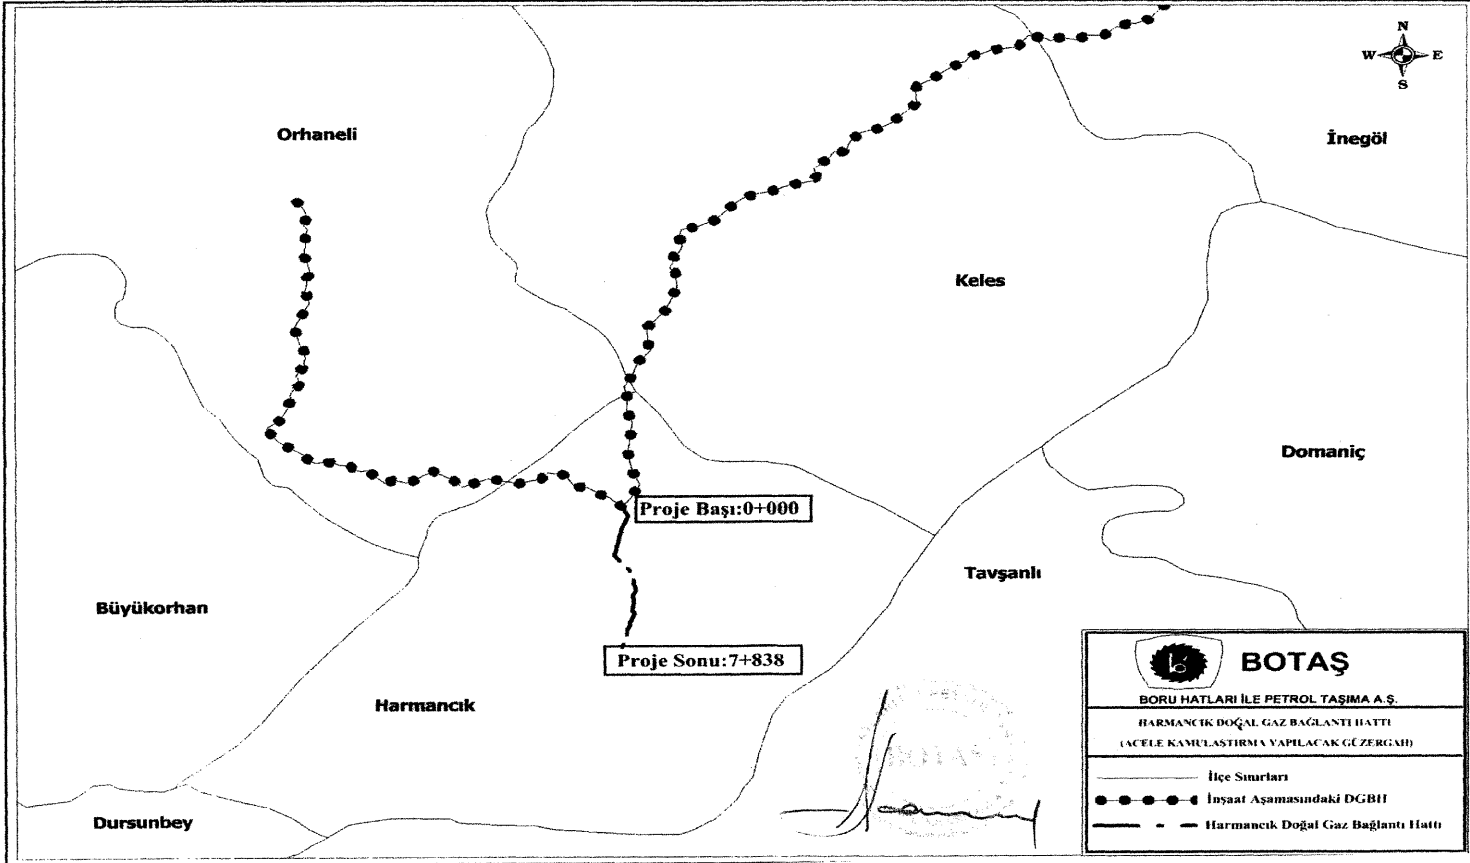 N
W E
S
Orhaneli
İnegöl
Keles
Domaniç
Proje Başı:0+000
Tavşanlı
Büyükorhan
Proje Sonu:7+838
Harmancık
Dursunbey
BOTAŞ
BOTAŞ
BORU HATLARI İLE PETROL TAŞIMA A.Ş.
HARMANCIK DOĞAL GAZ BAĞLANTI HATTI
(ACELE KAMULAŞTIRMA YAPILACAK GÜZERGAH)
İlçe Sınırları
İnşaat Aşamasındaki DGBH
Harmancık Doğal Gaz Bağlantı Hattı